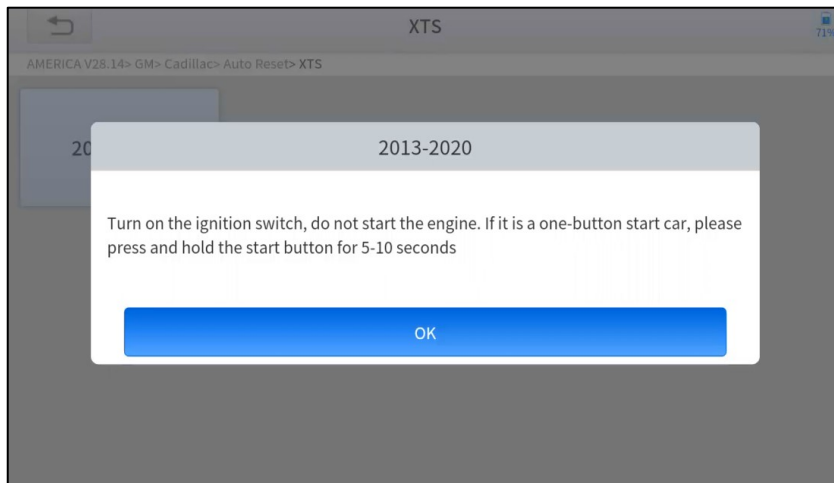 XTS
71%
AMERICA V28.14> GM> Cadillac> Auto Reset> XTS
20
2013-2020
Turn on the ignition switch, do not start the engine. If it is a one-button start car, please
press and hold the start button for 5-10 seconds
OK